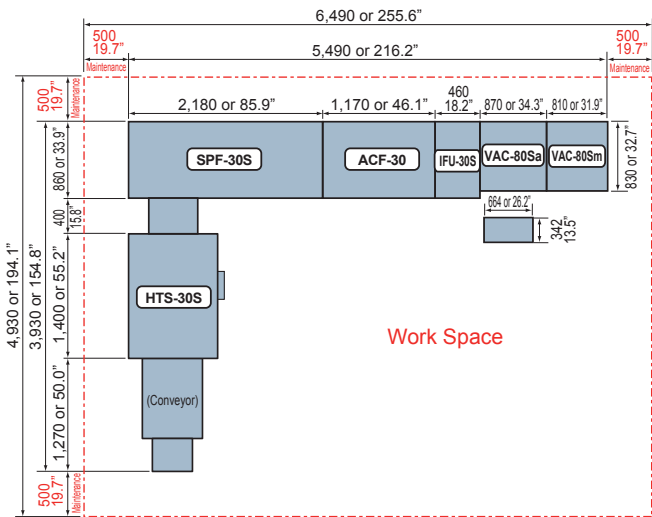 6,490 or 255.6”
500
19.7”
Maintenance
5,490 or 216.2”
500
19.7”
Maintenance
500
19.7”
Maintenance
2,180 or 85.9”
1,170 or 46.1”
460
18.2”
870 or 34.3”
810 or 31.9”
860 or 33.9”
SPF-30S
ACF-30
IFU-30S
VAC-80Sa
VAC-80Sm
830 or 32.7”
400
15.8”
664 or 26.2”
342
13.5”
4,930 or 194.1”
3,930 or 154.8”
1,400 or 55.2”
HTS-30S
Work Space
1,270 or 50.0”
(Conveyor)
500
19.7”
Maintenance